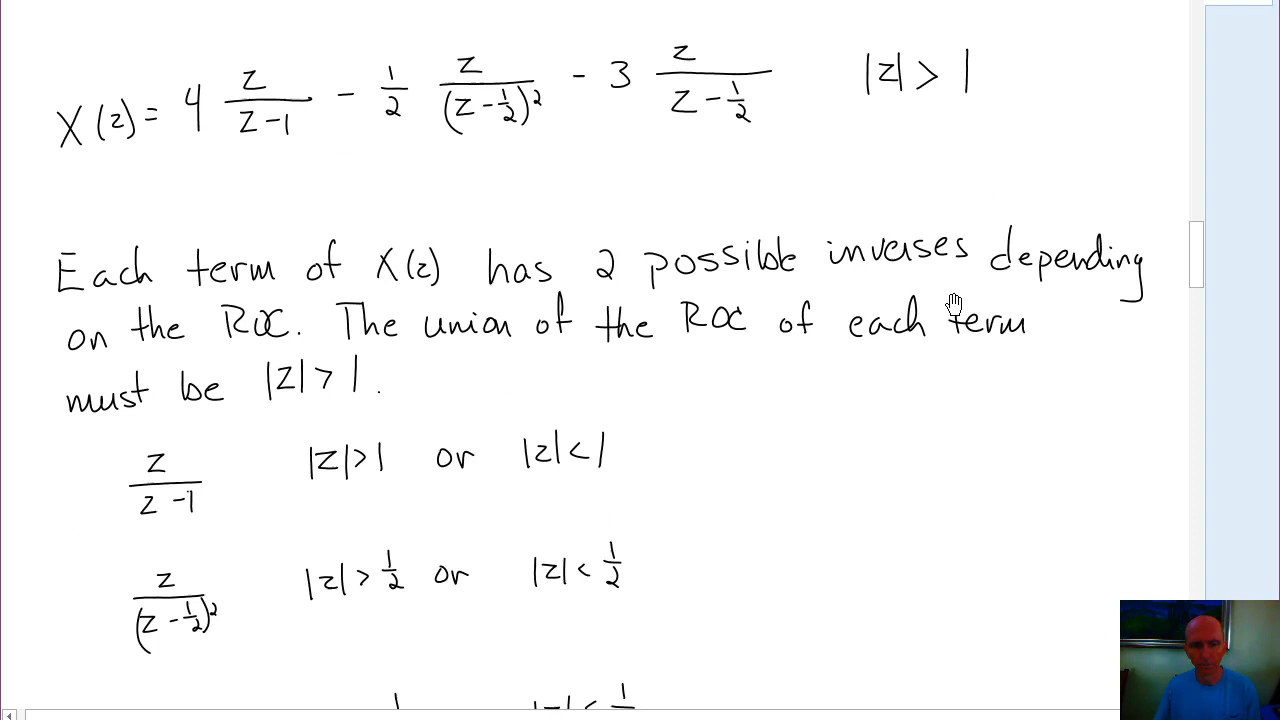 X(z) = 4 z/(z-1) - 1/2 z/(z-1/2)² - 3 z/(z-1/2) |z| > 1
Each term of X(z) has 2 possible inverses depending
on the ROC. The union of the ROC of each term
must be |z| > 1.
z/(z-1) |z| > 1 or |z| < 1
z/(z-1/2)² |z| > 1/2 or |z| < 1/2